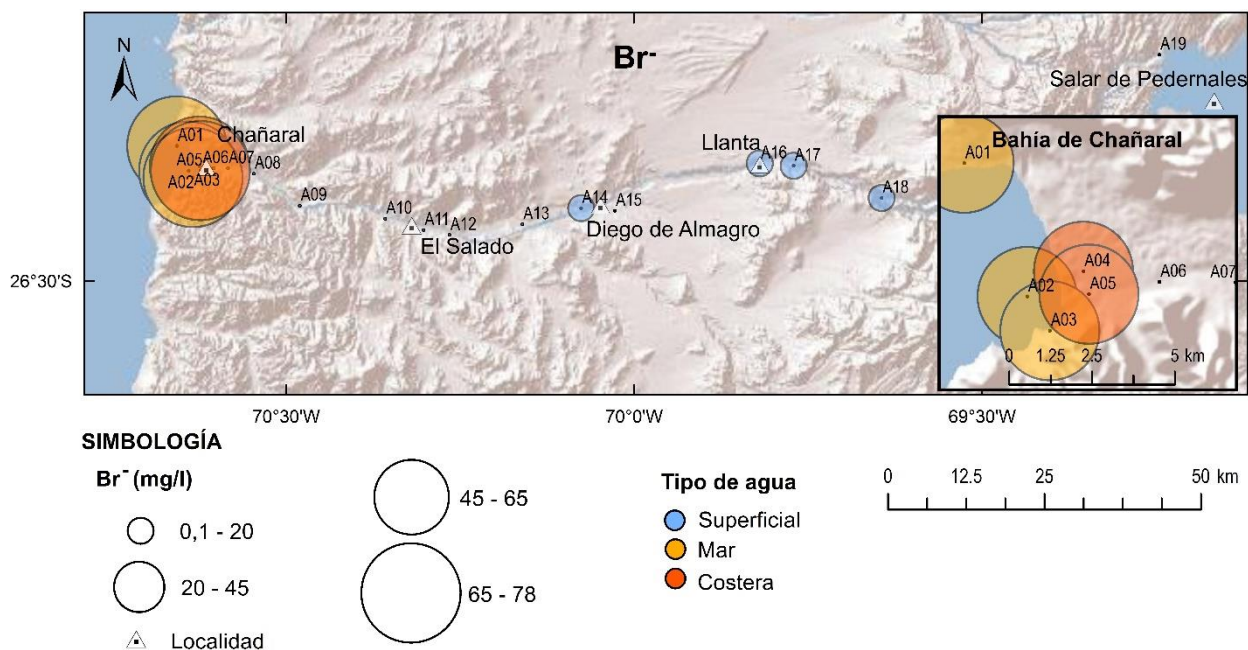 Br-
N
A19
Salar de Pedernales
Bahía de Chañaral
A01
Chañaral
A05
A06
A07
A08
A02
A03
A09
A10
A11
A12
El Salado
A13
A14
A15
Diego de Almagro
Llanta
A16
A17
A18
A01
A04
A02
A05
A06
A07
A03
0 1.25 2.5 5 km
26°30'S
70°30'W 70°0'W 69°30'W
SIMBOLOGÍA
Br- (mg/l)
0,1 - 20
20 - 45
45 - 65
65 - 78
Localidad
Tipo de agua
Superficial
Mar
Costera
0 12.5 25 50 km